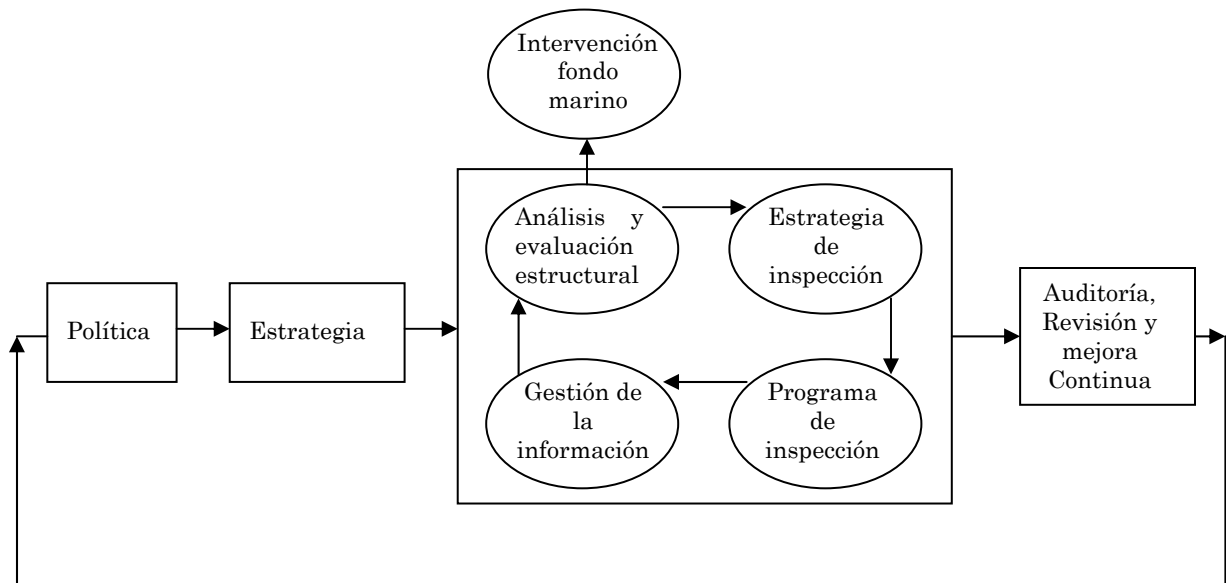 Intervención
fondo
marino
Análisis y
evaluación
estructural
Estrategia
de
inspección
Política
Estrategia
Gestión de
la
información
Programa
de
inspección
Auditoría,
Revisión y
mejora
Continua